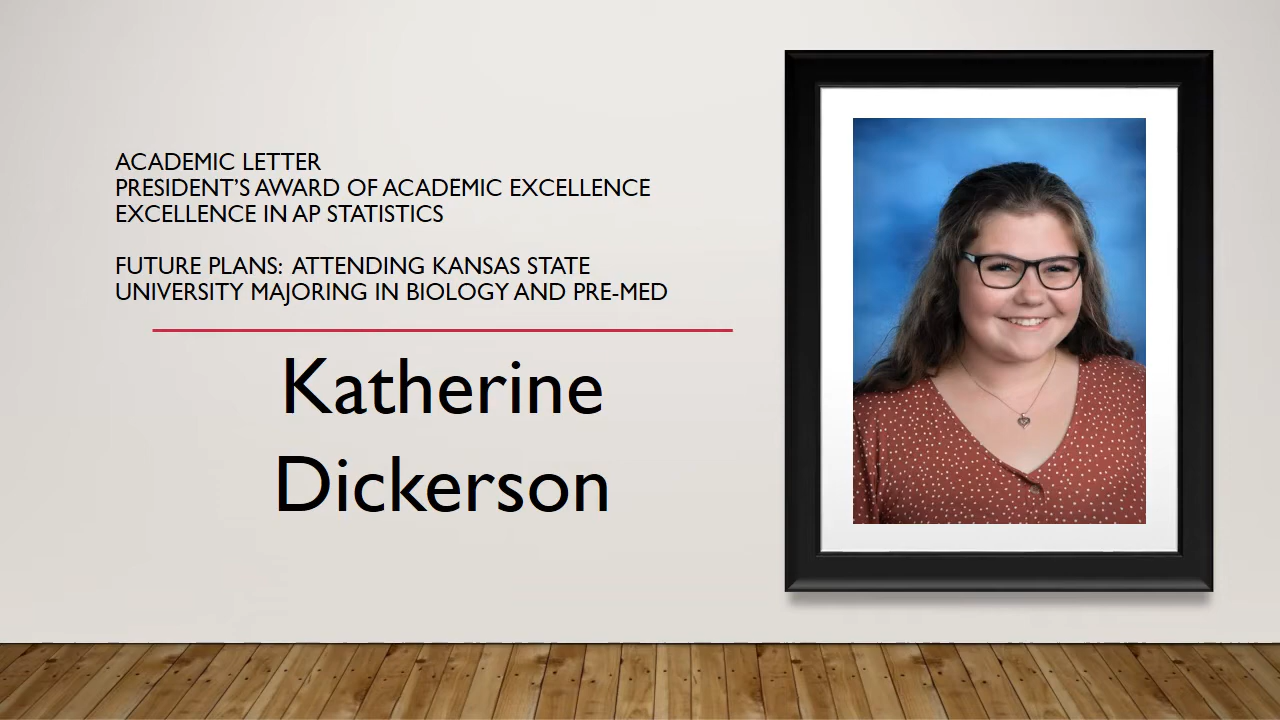 ACADEMIC LETTER
PRESIDENT’S AWARD OF ACADEMIC EXCELLENCE
EXCELLENCE IN AP STATISTICS
FUTURE PLANS:  ATTENDING KANSAS STATE
UNIVERSITY MAJORING IN BIOLOGY AND PRE-MED
Katherine
Dickerson